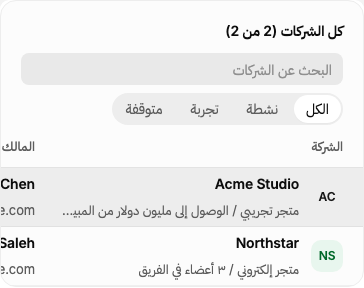 كل الشركات (2 من 2)
البحث عن الشركات
الكل نشطة تجربة متوقفة
الشركة المالك
AC Acme Studio Chen
متجر تجريبي / الوصول إلى مليون دولار من المبي... e.com
NS Northstar Saleh
متجر إلكتروني / ٣ أعضاء في الفريق e.com